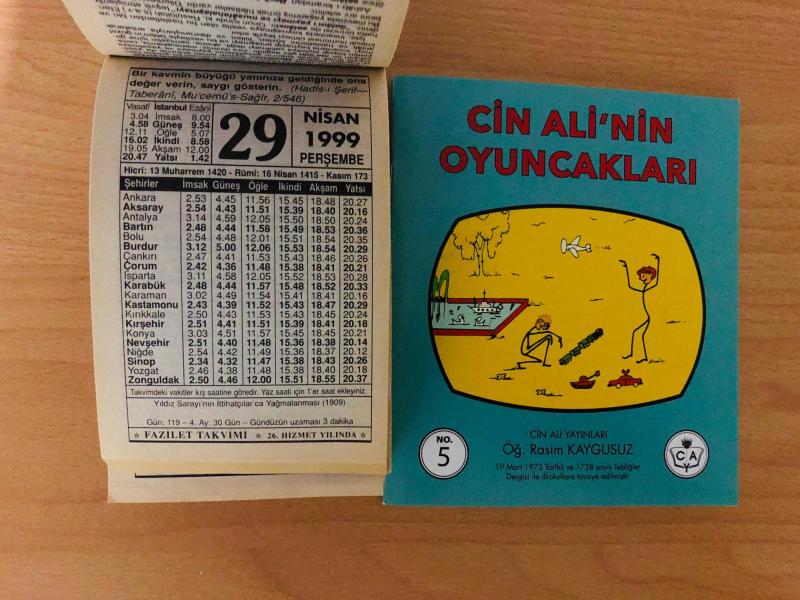 Bir kavmin büyüğü yanınıza geldiğinde ona
değer verin, saygı gösterin. (Hadîs-i Şerîf—
Taberânî, Mu'cemü's-Sağîr, 2/546)
Vasatî İstanbul Ezânî
3.04 İmsak 8.00
4.58 Güneş 9.54
12.11 Öğle 5.07
16.02 İkindi 8.58
19.05 Akşam 12.00
20.47 Yatsı 1.42
29
NİSAN
1999
PERŞEMBE
Hicrî: 13 Muharrem 1420 - Rûmî: 16 Nisan 1415 - Kasım 173
Şehirler İmsak Güneş Öğle İkindi Akşam Yatsı
Ankara 2.53 4.45 11.56 15.45 18.48 20.27
Aksaray 2.54 4.43 11.51 15.39 18.40 20.16
Antalya 3.14 4.59 12.05 15.50 18.50 20.24
Bartın 2.48 4.44 11.58 15.49 18.53 20.36
Bolu 2.54 4.48 12.01 15.51 18.54 20.35
Burdur 3.12 5.00 12.06 15.53 18.54 20.29
Çankırı 2.47 4.41 11.53 15.43 18.46 20.26
Çorum 2.42 4.36 11.48 15.38 18.41 20.21
Isparta 3.11 4.58 12.05 15.52 18.53 20.28
Karabük 2.48 4.44 11.57 15.48 18.52 20.33
Karaman 3.02 4.49 11.54 15.41 18.41 20.16
Kastamonu 2.43 4.39 11.52 15.43 18.47 20.29
Kırıkkale 2.50 4.43 11.53 15.43 18.45 20.24
Kırşehir 2.51 4.41 11.51 15.39 18.41 20.18
Konya 3.03 4.51 11.57 15.45 18.45 20.21
Nevşehir 2.51 4.40 11.48 15.36 18.38 20.14
Niğde 2.54 4.42 11.49 15.36 18.37 20.12
Sinop 2.34 4.32 11.47 15.38 18.43 20.26
Yozgat 2.46 4.38 11.48 15.38 18.40 20.18
Zonguldak 2.50 4.46 12.00 15.51 18.55 20.37
Takvimdeki vakitler kış saatine göredir. Yaz saati için 1'er saat ekleyiniz.
Yıldız Sarayı'nın İttihatçılar'ca Yağmalanması (1909)
Gün: 119 – 4. Ay: 30 Gün – Gündüzün uzaması 3 dakika
★ FAZİLET TAKVİMİ ★ 26. HİZMET YILINDA ★
CİN ALİ'NİN
OYUNCAKLARI
NO.
5
CİN ALİ YAYINLARI
Öğ. Rasim KAYGUSUZ
19 Mart 1973 Tarihli ve 1738 sayılı Tebliğler
Dergisi ile ilkokullara tavsiye edilmiştir
C A
Y